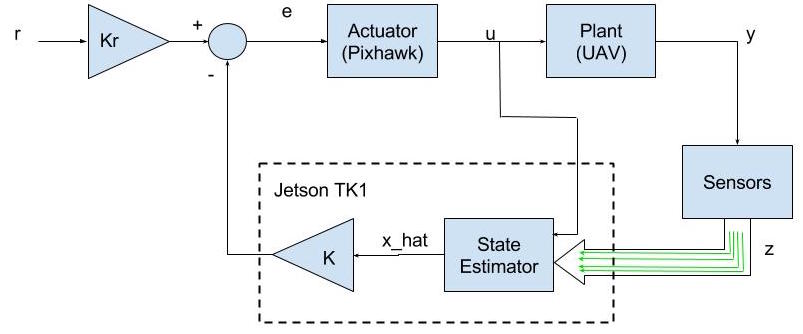 r
Kr
+
-
e
Actuator
(Pixhawk)
u
Plant
(UAV)
y
Sensors
z
Jetson TK1
K
x_hat
State
Estimator